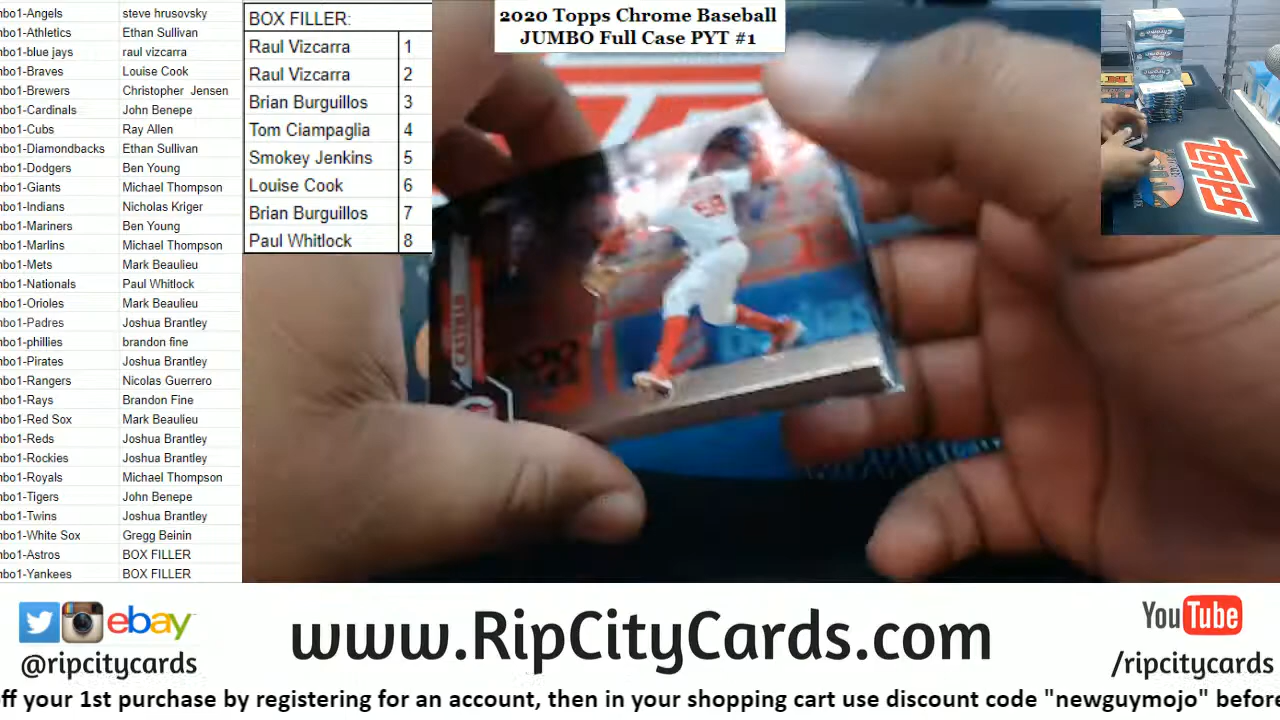 nbo1-Angels steve hrusovsky
nbo1-Athletics Ethan Sullivan
nbo1-blue jays raul vizcarra
nbo1-Braves Louise Cook
nbo1-Brewers Christopher Jensen
nbo1-Cardinals John Benepe
nbo1-Cubs Ray Allen
nbo1-Diamondbacks Ethan Sullivan
nbo1-Dodgers Ben Young
nbo1-Giants Michael Thompson
nbo1-Indians Nicholas Kriger
nbo1-Mariners Ben Young
nbo1-Marlins Michael Thompson
nbo1-Mets Mark Beaulieu
nbo1-Nationals Paul Whitlock
nbo1-Orioles Mark Beaulieu
nbo1-Padres Joshua Brantley
nbo1-phillies brandon fine
nbo1-Pirates Joshua Brantley
nbo1-Rangers Nicolas Guerrero
nbo1-Rays Brandon Fine
nbo1-Red Sox Mark Beaulieu
nbo1-Reds Joshua Brantley
nbo1-Rockies Joshua Brantley
nbo1-Royals Michael Thompson
nbo1-Tigers John Benepe
nbo1-Twins Joshua Brantley
nbo1-White Sox Gregg Beinin
nbo1-Astros BOX FILLER
nbo1-Yankees BOX FILLER
BOX FILLER:
Raul Vizcarra 1
Raul Vizcarra 2
Brian Burguillos 3
Tom Ciampaglia 4
Smokey Jenkins 5
Louise Cook 6
Brian Burguillos 7
Paul Whitlock 8
2020 Topps Chrome Baseball
JUMBO Full Case PYT #1
topps
ebay
@ripcitycards
www.RipCityCards.com
YouTube
/ripcitycards
off your 1st purchase by registering for an account, then in your shopping cart use discount code "newguymojo" before